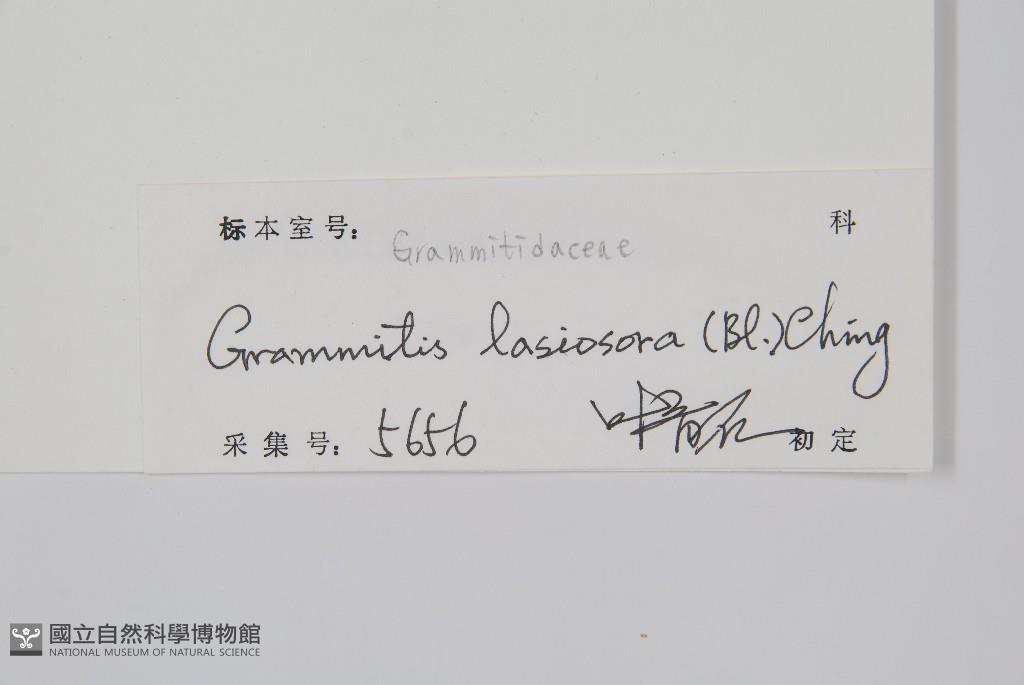 标本室号: 科
Grammitidaceae
Grammitis lasiosora (Bl.) Ching
采集号: 5656 初定
國立自然科學博物館
NATIONAL MUSEUM OF NATURAL SCIENCE